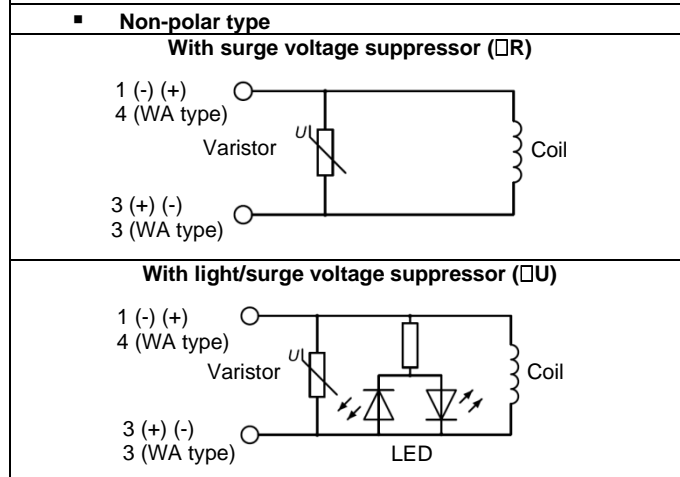 ▪ Non-polar type
With surge voltage suppressor (□R)
1 (-) (+)
4 (WA type)
U
Varistor
Coil
3 (+) (-)
3 (WA type)
With light/surge voltage suppressor (□U)
1 (-) (+)
4 (WA type)
U
Varistor
Coil
3 (+) (-)
3 (WA type)
LED